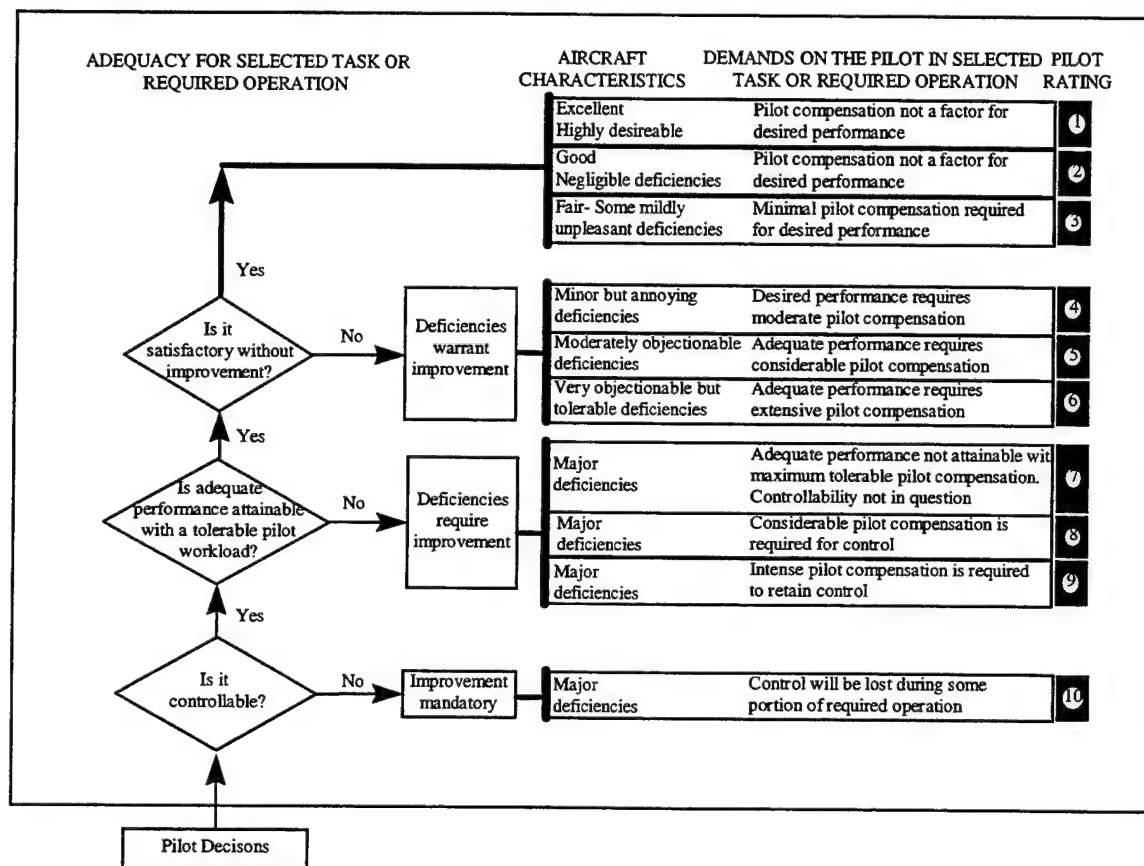 ADEQUACY FOR SELECTED TASK OR
REQUIRED OPERATION
AIRCRAFT
CHARACTERISTICS
DEMANDS ON THE PILOT IN SELECTED
TASK OR REQUIRED OPERATION
PILOT
RATING
Excellent
Highly desireable
Pilot compensation not a factor for
desired performance
1
Good
Negligible deficiencies
Pilot compensation not a factor for
desired performance
2
Fair- Some mildly
unpleasant deficiencies
Minimal pilot compensation required
for desired performance
3
Yes
Is it
satisfactory without
improvement?
No
Deficiencies
warrant
improvement
Minor but annoying
deficiencies
Desired performance requires
moderate pilot compensation
4
Moderately objectionable
deficiencies
Adequate performance requires
considerable pilot compensation
5
Very objectionable but
tolerable deficiencies
Adequate performance requires
extensive pilot compensation
6
Yes
Is adequate
performance attainable
with a tolerable pilot
workload?
No
Deficiencies
require
improvement
Major
deficiencies
Adequate performance not attainable wit
maximum tolerable pilot compensation.
Controllability not in question
7
Major
deficiencies
Considerable pilot compensation is
required for control
8
Major
deficiencies
Intense pilot compensation is required
to retain control
9
Yes
Is it
controllable?
No
Improvement
mandatory
Major
deficiencies
Control will be lost during some
portion of required operation
10
Pilot Decisons